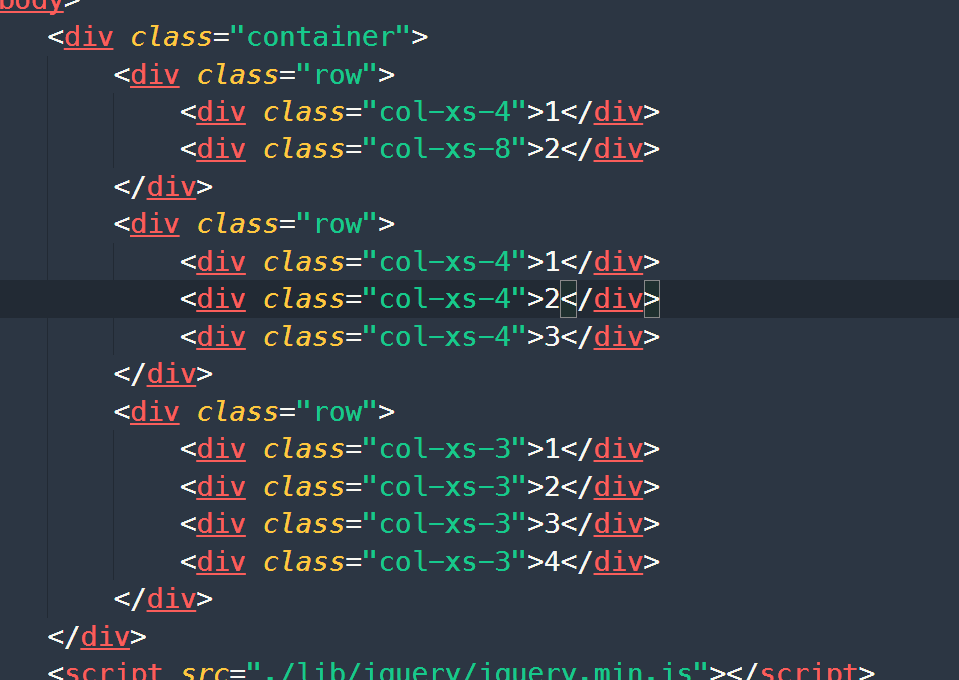 body>
<div class="container">
<div class="row">
<div class="col-xs-4">1</div>
<div class="col-xs-8">2</div>
</div>
<div class="row">
<div class="col-xs-4">1</div>
<div class="col-xs-4">2</div>
<div class="col-xs-4">3</div>
</div>
<div class="row">
<div class="col-xs-3">1</div>
<div class="col-xs-3">2</div>
<div class="col-xs-3">3</div>
<div class="col-xs-3">4</div>
</div>
</div>
<script src="./lib/jquery/jquery.min.js"></script>